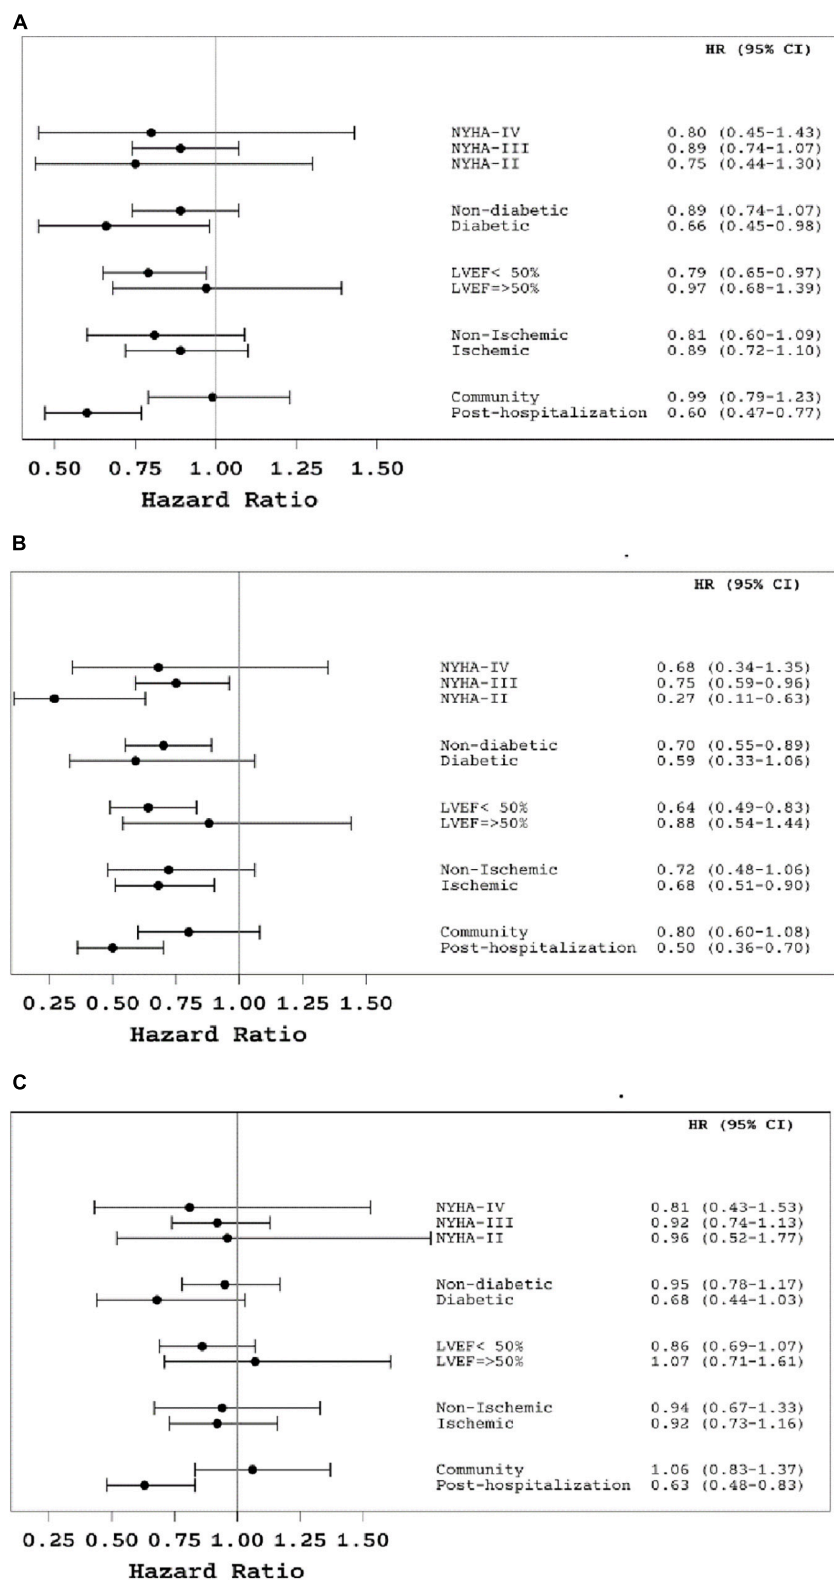 A
HR (95% CI)
NYHA-IV 0.80 (0.45-1.43)
NYHA-III 0.89 (0.74-1.07)
NYHA-II 0.75 (0.44-1.30)
Non-diabetic 0.89 (0.74-1.07)
Diabetic 0.66 (0.45-0.98)
LVEF< 50% 0.79 (0.65-0.97)
LVEF=>50% 0.97 (0.68-1.39)
Non-Ischemic 0.81 (0.60-1.09)
Ischemic 0.89 (0.72-1.10)
Community 0.99 (0.79-1.23)
Post-hospitalization 0.60 (0.47-0.77)
0.50 0.75 1.00 1.25 1.50
Hazard Ratio
B
HR (95% CI)
NYHA-IV 0.68 (0.34-1.35)
NYHA-III 0.75 (0.59-0.96)
NYHA-II 0.27 (0.11-0.63)
Non-diabetic 0.70 (0.55-0.89)
Diabetic 0.59 (0.33-1.06)
LVEF< 50% 0.64 (0.49-0.83)
LVEF=>50% 0.88 (0.54-1.44)
Non-Ischemic 0.72 (0.48-1.06)
Ischemic 0.68 (0.51-0.90)
Community 0.80 (0.60-1.08)
Post-hospitalization 0.50 (0.36-0.70)
0.25 0.50 0.75 1.00 1.25 1.50
Hazard Ratio
C
HR (95% CI)
NYHA-IV 0.81 (0.43-1.53)
NYHA-III 0.92 (0.74-1.13)
NYHA-II 0.96 (0.52-1.77)
Non-diabetic 0.95 (0.78-1.17)
Diabetic 0.68 (0.44-1.03)
LVEF< 50% 0.86 (0.69-1.07)
LVEF=>50% 1.07 (0.71-1.61)
Non-Ischemic 0.94 (0.67-1.33)
Ischemic 0.92 (0.73-1.16)
Community 1.06 (0.83-1.37)
Post-hospitalization 0.63 (0.48-0.83)
0.25 0.50 0.75 1.00 1.25 1.50
Hazard Ratio